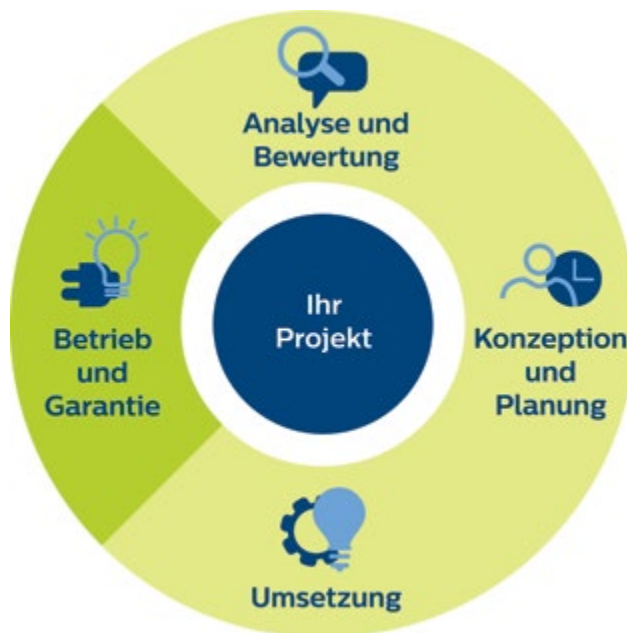 Analyse und
Bewertung
Ihr
Projekt
Konzeption
und
Planung
Umsetzung
Betrieb
und
Garantie